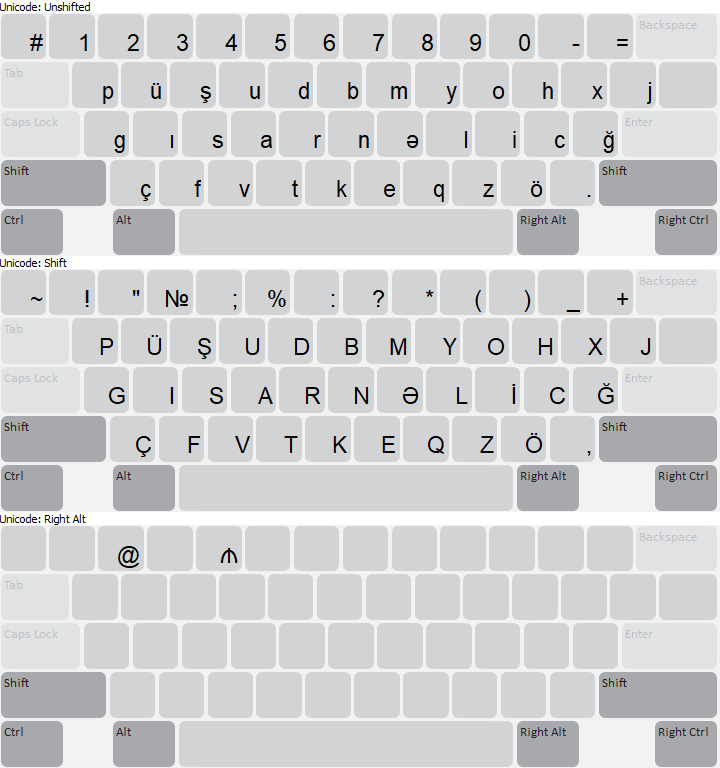 Unicode: Unshifted
# 1 2 3 4 5 6 7 8 9 0 - = Backspace
Tab p ü ş u d b m y o h x j
Caps Lock g ı s a r n ə l i c ğ Enter
Shift ç f v t k e q z ö . Shift
Ctrl Alt Right Alt Right Ctrl
Unicode: Shift
~ ! " № ; % : ? * ( ) _ + Backspace
Tab P Ü Ş U D B M Y O H X J
Caps Lock G I S A R N Ə L İ C Ğ Enter
Shift Ç F V T K E Q Z Ö , Shift
Ctrl Alt Right Alt Right Ctrl
Unicode: Right Alt
@ ₼ Backspace
Tab
Caps Lock Enter
Shift Shift
Ctrl Alt Right Alt Right Ctrl